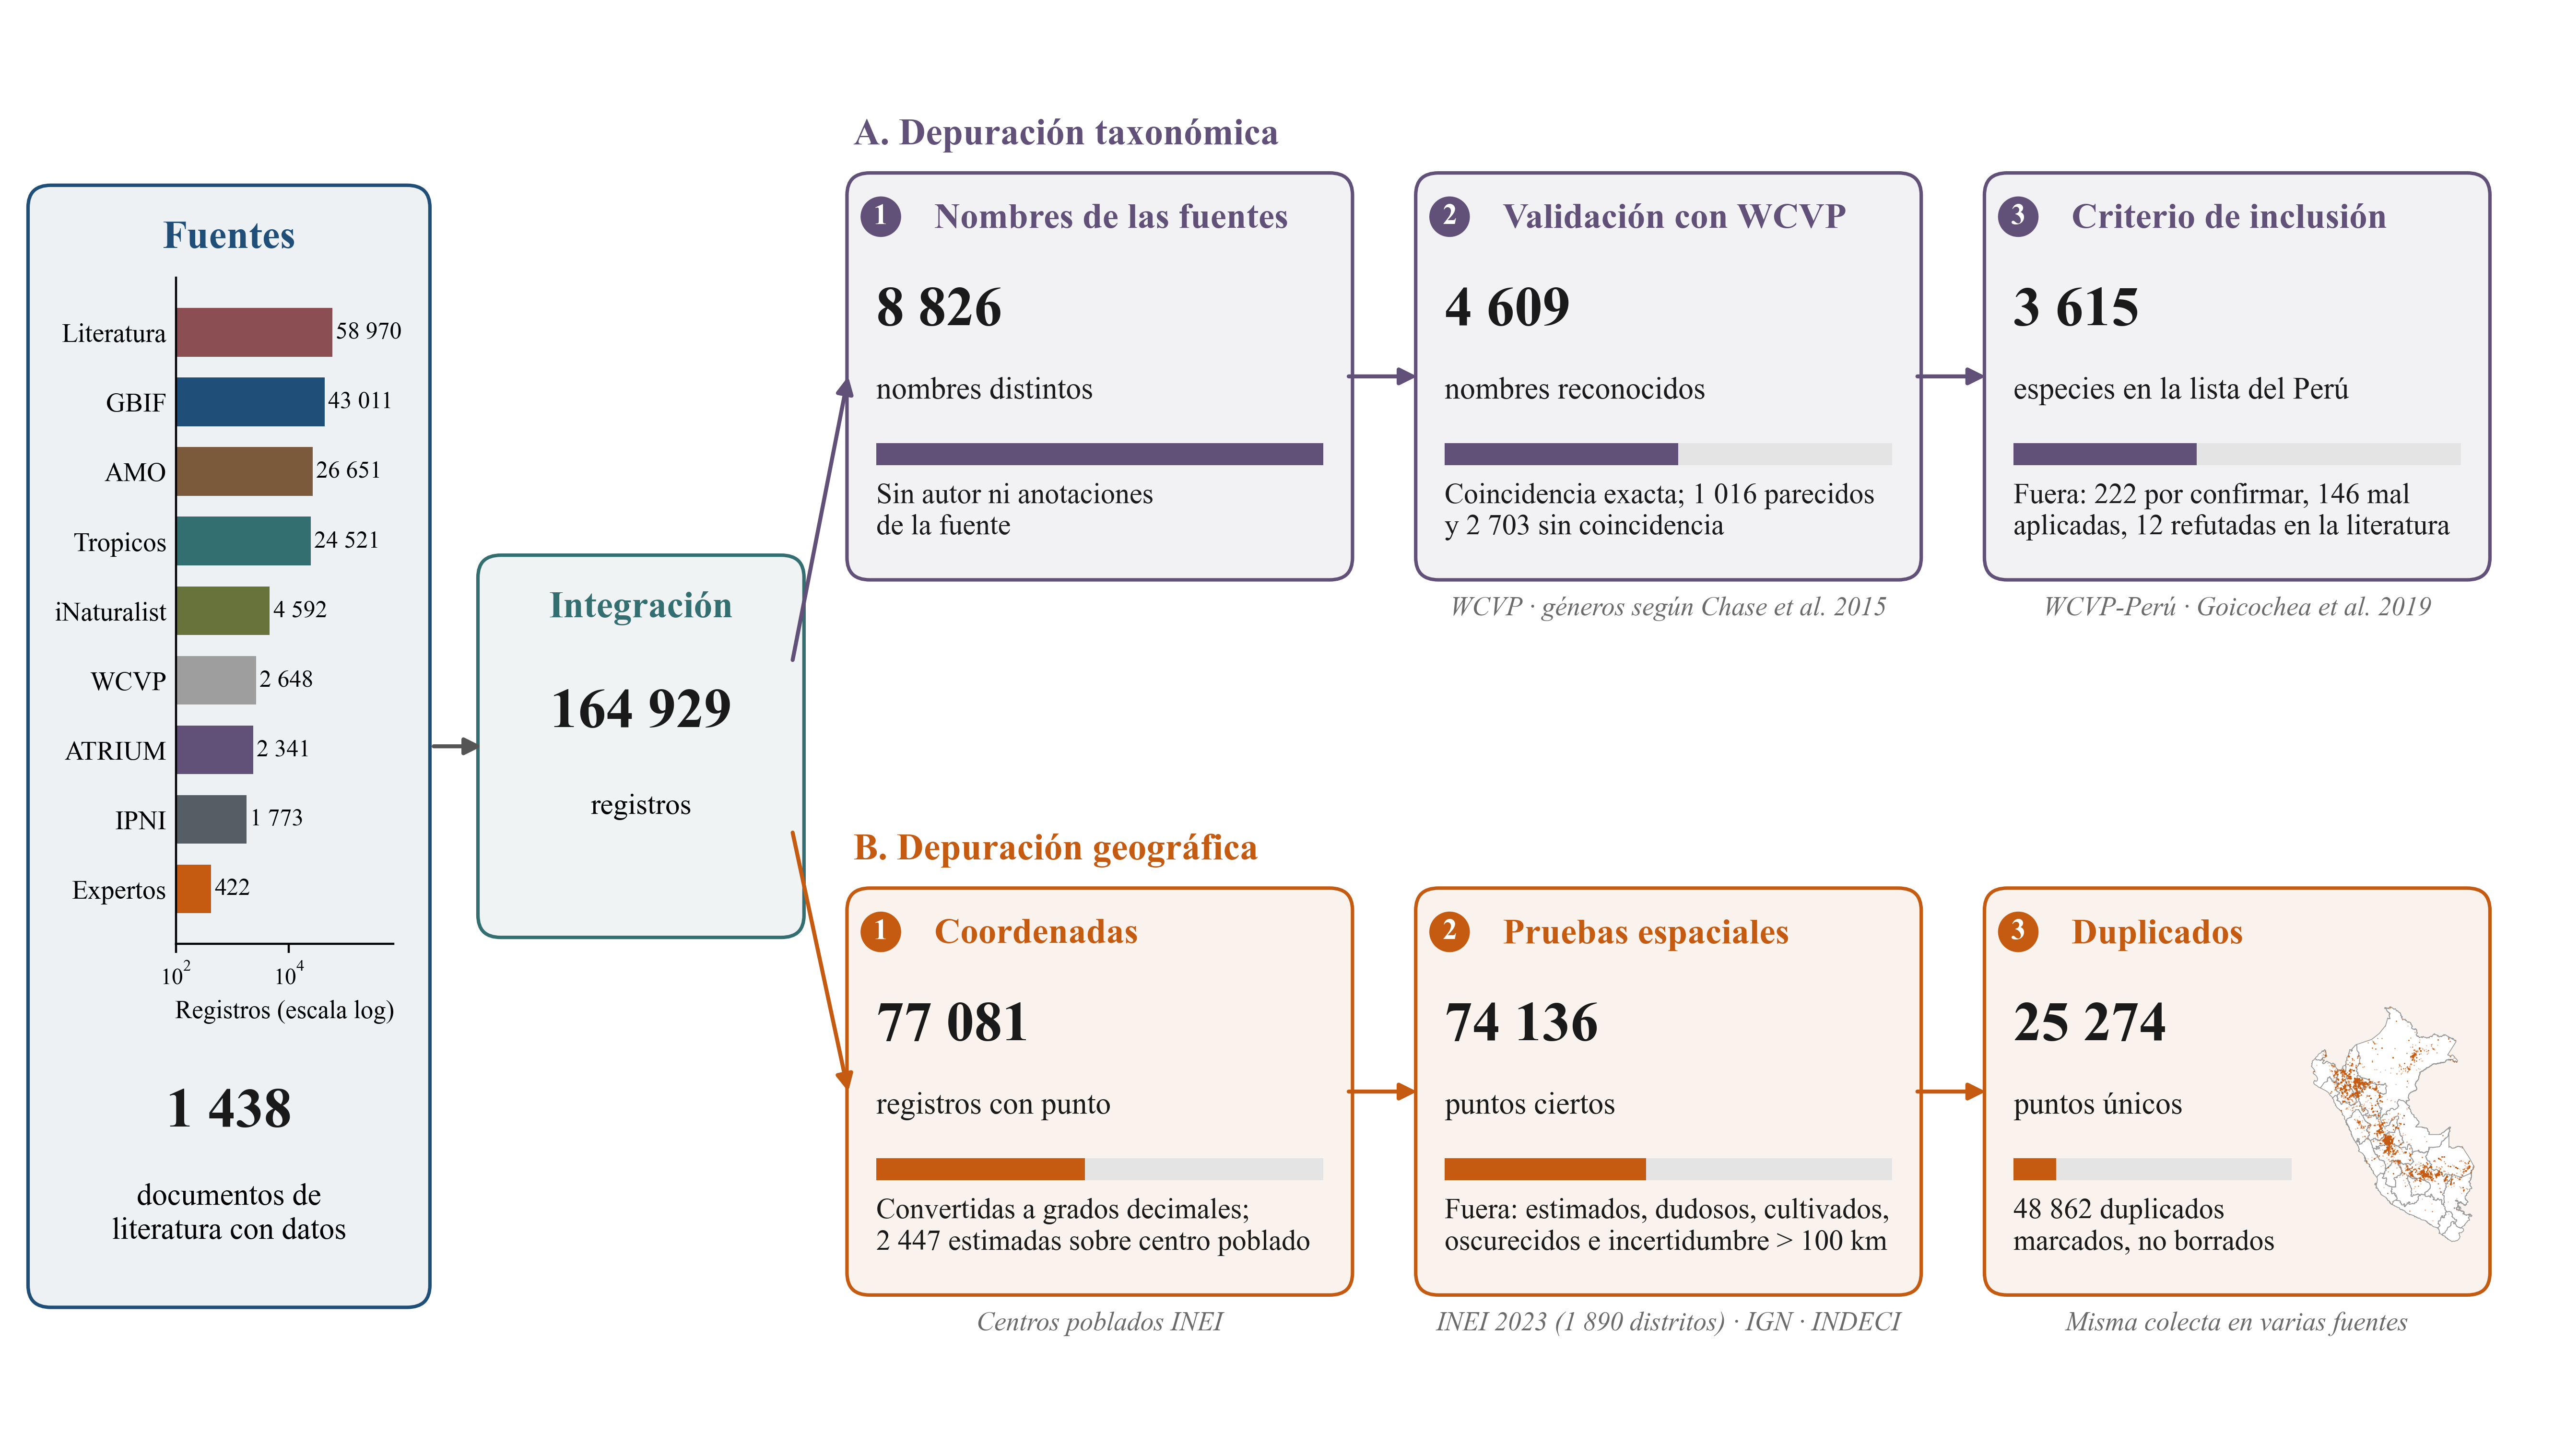 Fuentes
Literatura 58 970
GBIF 43 011
AMO 26 651
Tropicos 24 521
iNaturalist 4 592
WCVP 2 648
ATRIUM 2 341
IPNI 1 773
Expertos 422
10² 10⁴
Registros (escala log)
1 438
documentos de
literatura con datos
Integración
164 929
registros
A. Depuración taxonómica
1 Nombres de las fuentes
8 826
nombres distintos
Sin autor ni anotaciones
de la fuente
2 Validación con WCVP
4 609
nombres reconocidos
Coincidencia exacta; 1 016 parecidos
y 2 703 sin coincidencia
WCVP · géneros según Chase et al. 2015
3 Criterio de inclusión
3 615
especies en la lista del Perú
Fuera: 222 por confirmar, 146 mal
aplicadas, 12 refutadas en la literatura
WCVP-Perú · Goicochea et al. 2019
B. Depuración geográfica
1 Coordenadas
77 081
registros con punto
Convertidas a grados decimales;
2 447 estimadas sobre centro poblado
Centros poblados INEI
2 Pruebas espaciales
74 136
puntos ciertos
Fuera: estimados, dudosos, cultivados,
oscurecidos e incertidumbre > 100 km
INEI 2023 (1 890 distritos) · IGN · INDECI
3 Duplicados
25 274
puntos únicos
48 862 duplicados
marcados, no borrados
Misma colecta en varias fuentes